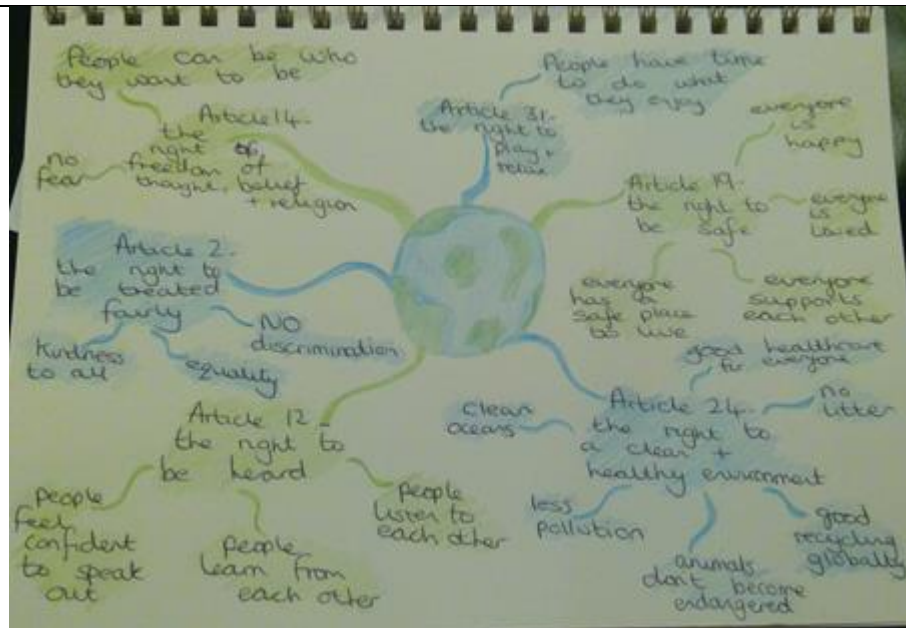 People can be who
they want to be
Article 14-
the
right of
freedom of
thought, belief
+ religion
no
fear
Article 31-
the right to
play +
relax
People have time
to do what
they enjoy
Article 19-
the right to
be safe
everyone
is
happy
everyone
is
loved
everyone
supports
each other
everyone
has a
safe place
to live
Article 2-
the right to
be treated
fairly
NO
discrimination
equality
Kindness
to all
Article 12-
the right to
be heard
people
feel
confident
to speak
out
people
learn from
each other
people
listen to
each other
Article 24-
the right to
a clean +
healthy environment
good healthcare
for everyone
no
litter
clean
oceans
less
pollution
animals
don't become
endangered
good
recycling
globally